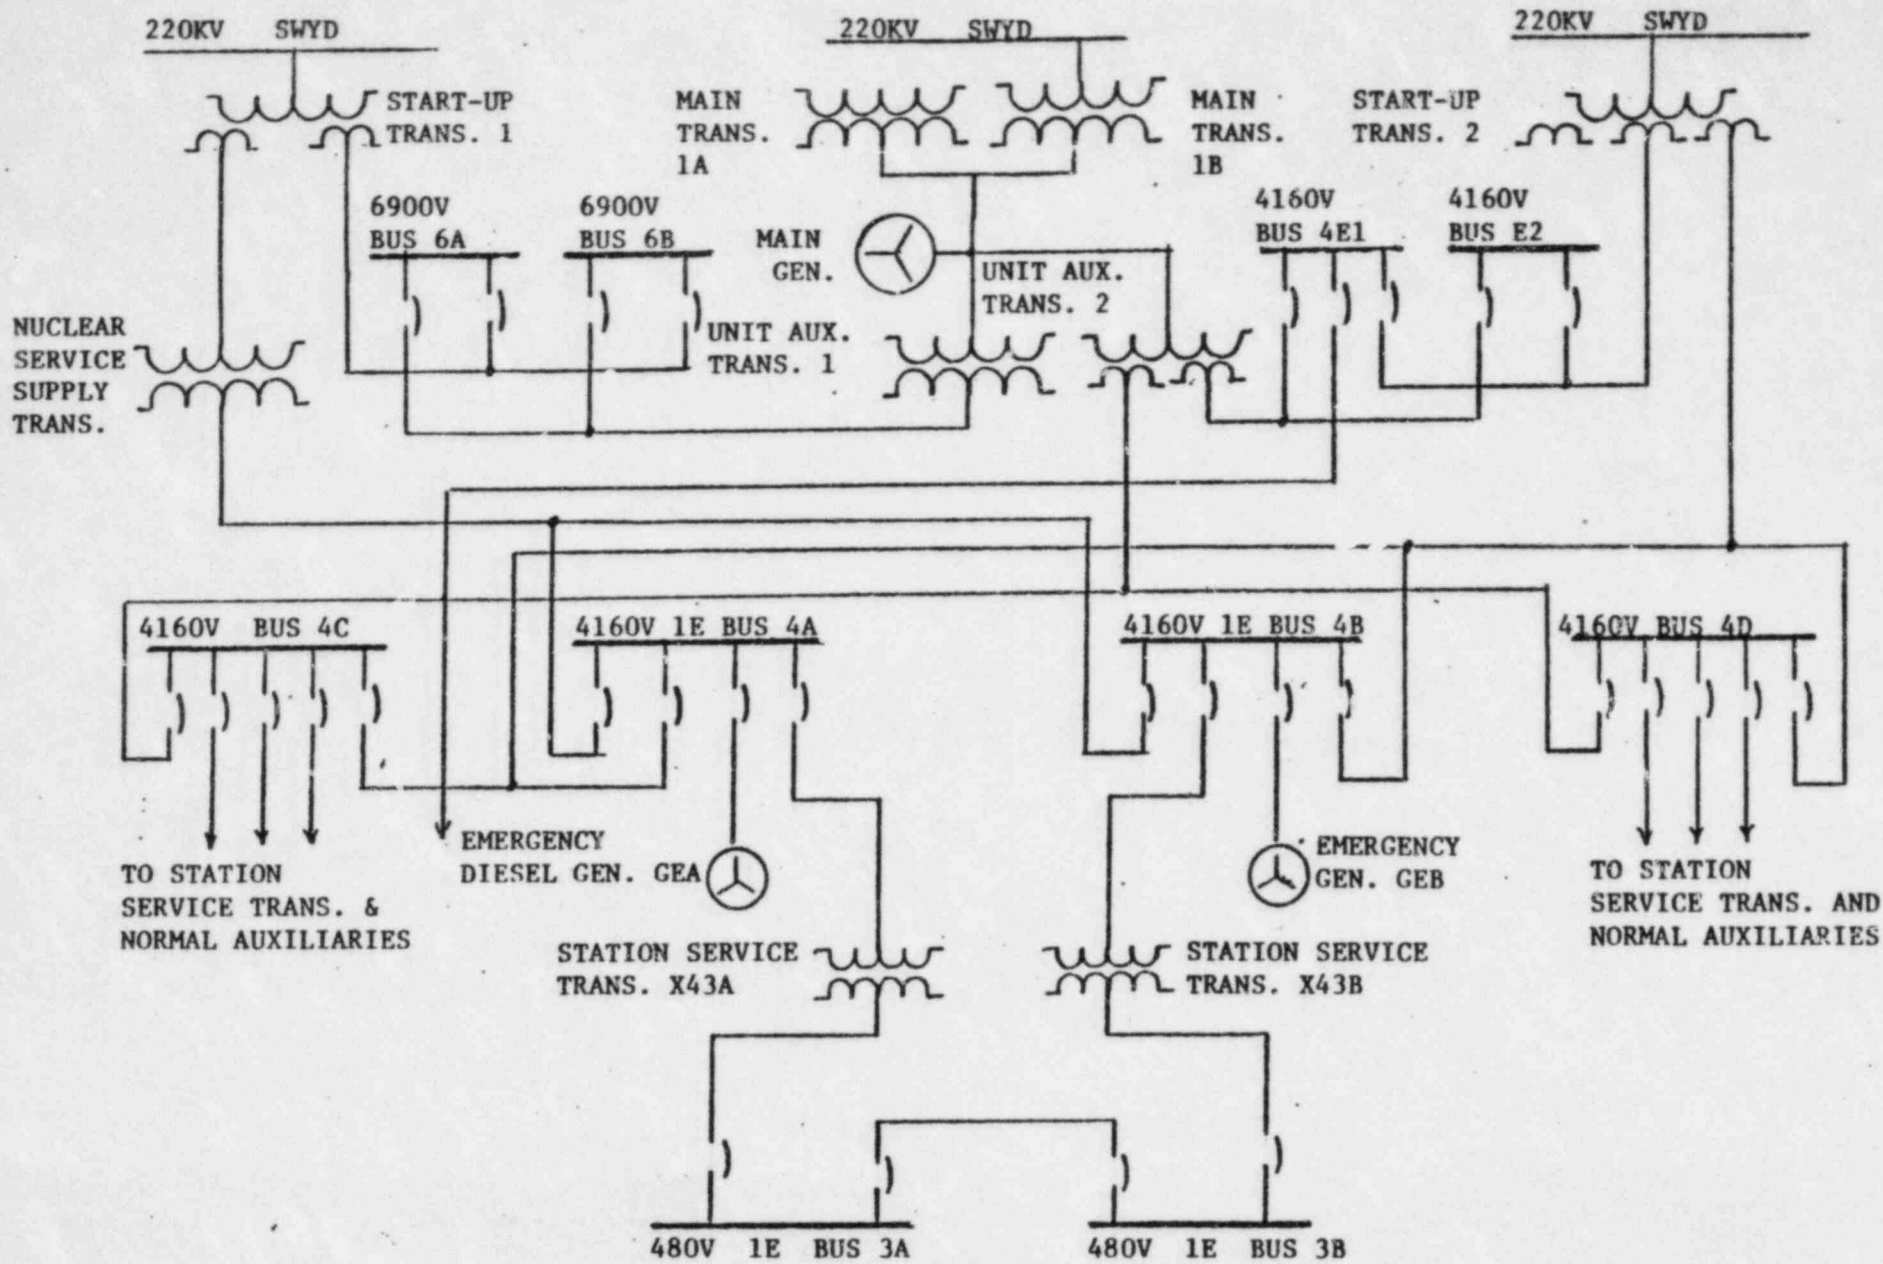 220KV SWYD
220KV SWYD
220KV SWYD
START-UP
TRANS. 1
MAIN
TRANS.
1A
MAIN
TRANS.
1B
START-UP
TRANS. 2
6900V
BUS 6A
6900V
BUS 6B
MAIN
GEN.
UNIT AUX.
TRANS. 2
4160V
BUS 4E1
4160V
BUS E2
NUCLEAR
SERVICE
SUPPLY
TRANS.
UNIT AUX.
TRANS. 1
4160V BUS 4C
4160V 1E BUS 4A
4160V 1E BUS 4B
4160V BUS 4D
TO STATION
SERVICE TRANS. &
NORMAL AUXILIARIES
EMERGENCY
DIESEL GEN. GEA
EMERGENCY
GEN. GEB
TO STATION
SERVICE TRANS. AND
NORMAL AUXILIARIES
STATION SERVICE
TRANS. X43A
STATION SERVICE
TRANS. X43B
480V 1E BUS 3A
480V 1E BUS 3B